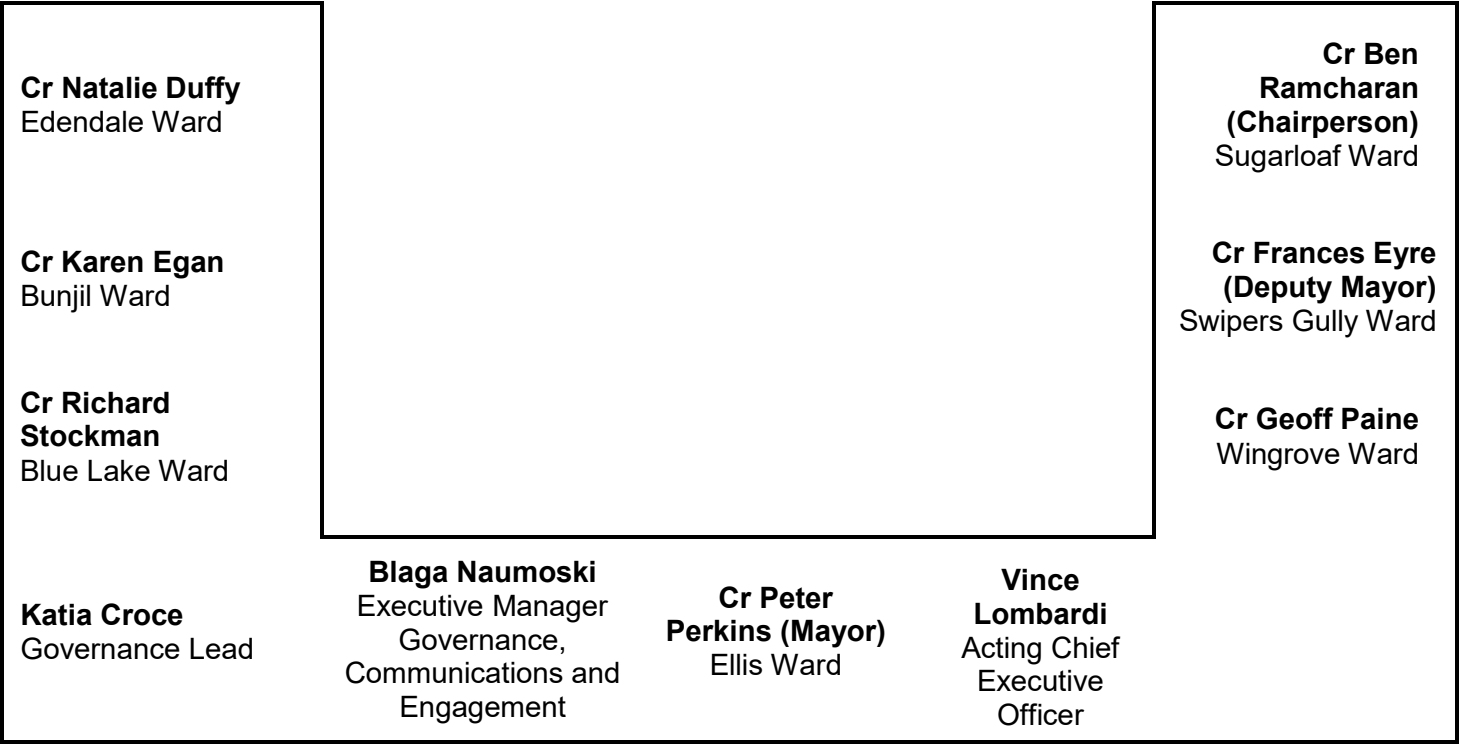 Cr Natalie Duffy
Edendale Ward
Cr Karen Egan
Bunjil Ward
Cr Richard
Stockman
Blue Lake Ward
Katia Croce
Governance Lead
Blaga Naumoski
Executive Manager
Governance,
Communications and
Engagement
Cr Peter
Perkins (Mayor)
Ellis Ward
Vince
Lombardi
Acting Chief
Executive
Officer
Cr Ben
Ramcharan
(Chairperson)
Sugarloaf Ward
Cr Frances Eyre
(Deputy Mayor)
Swipers Gully Ward
Cr Geoff Paine
Wingrove Ward